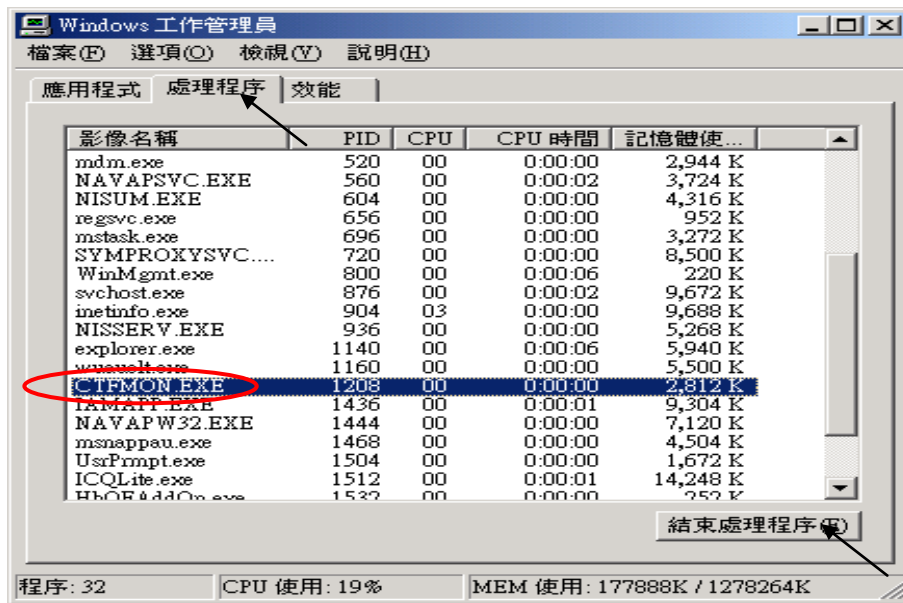 Windows 工作管理員
檔案(F) 選項(O) 檢視(V) 說明(H)
應用程式 處理程序 效能
影像名稱 PID CPU CPU 時間 記憶體使...
mdm.exe 520 00 0:00:00 2,944 K
NAVAPSVC.EXE 560 00 0:00:02 3,724 K
NISUM.EXE 604 00 0:00:00 4,316 K
regsvc.exe 656 00 0:00:00 952 K
mstask.exe 696 00 0:00:00 3,272 K
SYMPROXYSVC.... 720 00 0:00:00 8,500 K
WinMgmt.exe 800 00 0:00:06 220 K
svchost.exe 876 00 0:00:02 9,672 K
inetinfo.exe 904 03 0:00:00 9,688 K
NISSERV.EXE 936 00 0:00:00 5,268 K
explorer.exe 1140 00 0:00:06 5,940 K
wuauclt.exe 1160 00 0:00:00 5,500 K
CTFMON.EXE 1208 00 0:00:00 2,812 K
IAMAPP.EXE 1436 00 0:00:01 9,304 K
NAVAPW32.EXE 1444 00 0:00:00 7,120 K
msnappau.exe 1468 00 0:00:00 4,504 K
UsrPrmpt.exe 1504 00 0:00:00 1,672 K
ICQLite.exe 1512 00 0:00:01 14,248 K
HbOEAddOn.exe 1532 00 0:00:00 252 K
結束處理程序(E)
程序: 32 CPU 使用: 19% MEM 使用: 177888K / 1278264K